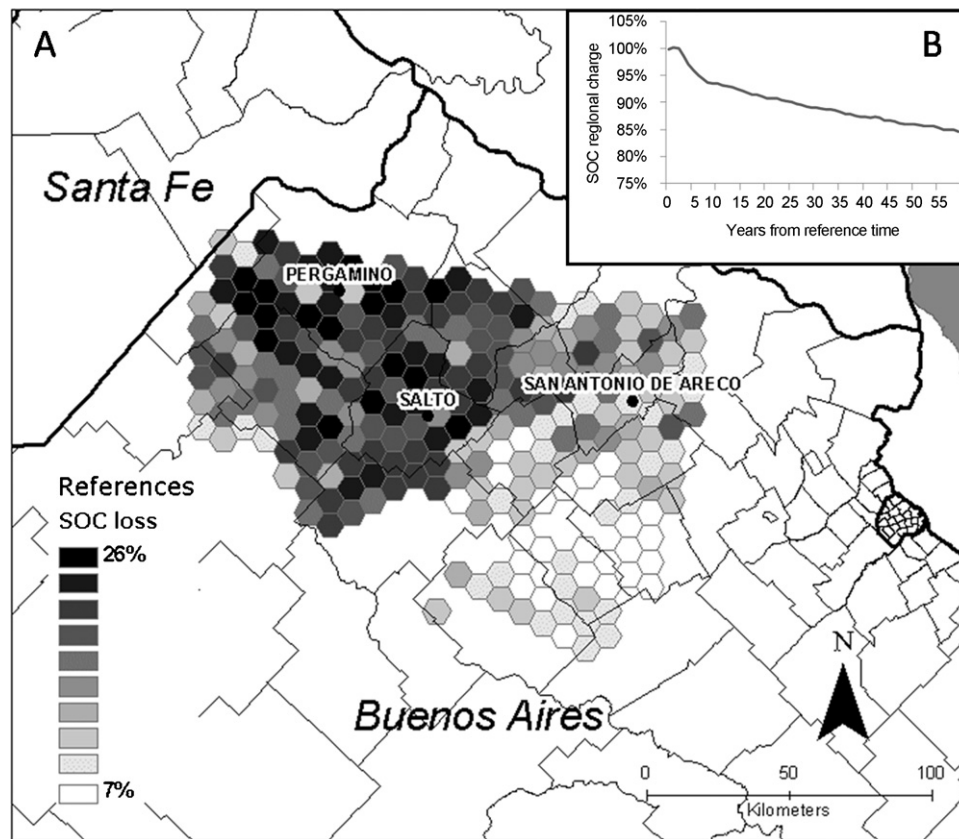 A
Santa Fe
PERGAMINO
SALTO
SAN ANTONIO DE ARECO
References
SOC loss
26%
7%
Buenos Aires
N
0 50 100
Kilometers
B
SOC regional charge
105%
100%
95%
90%
85%
80%
75%
0 5 10 15 20 25 30 35 40 45 50 55
Years from reference time